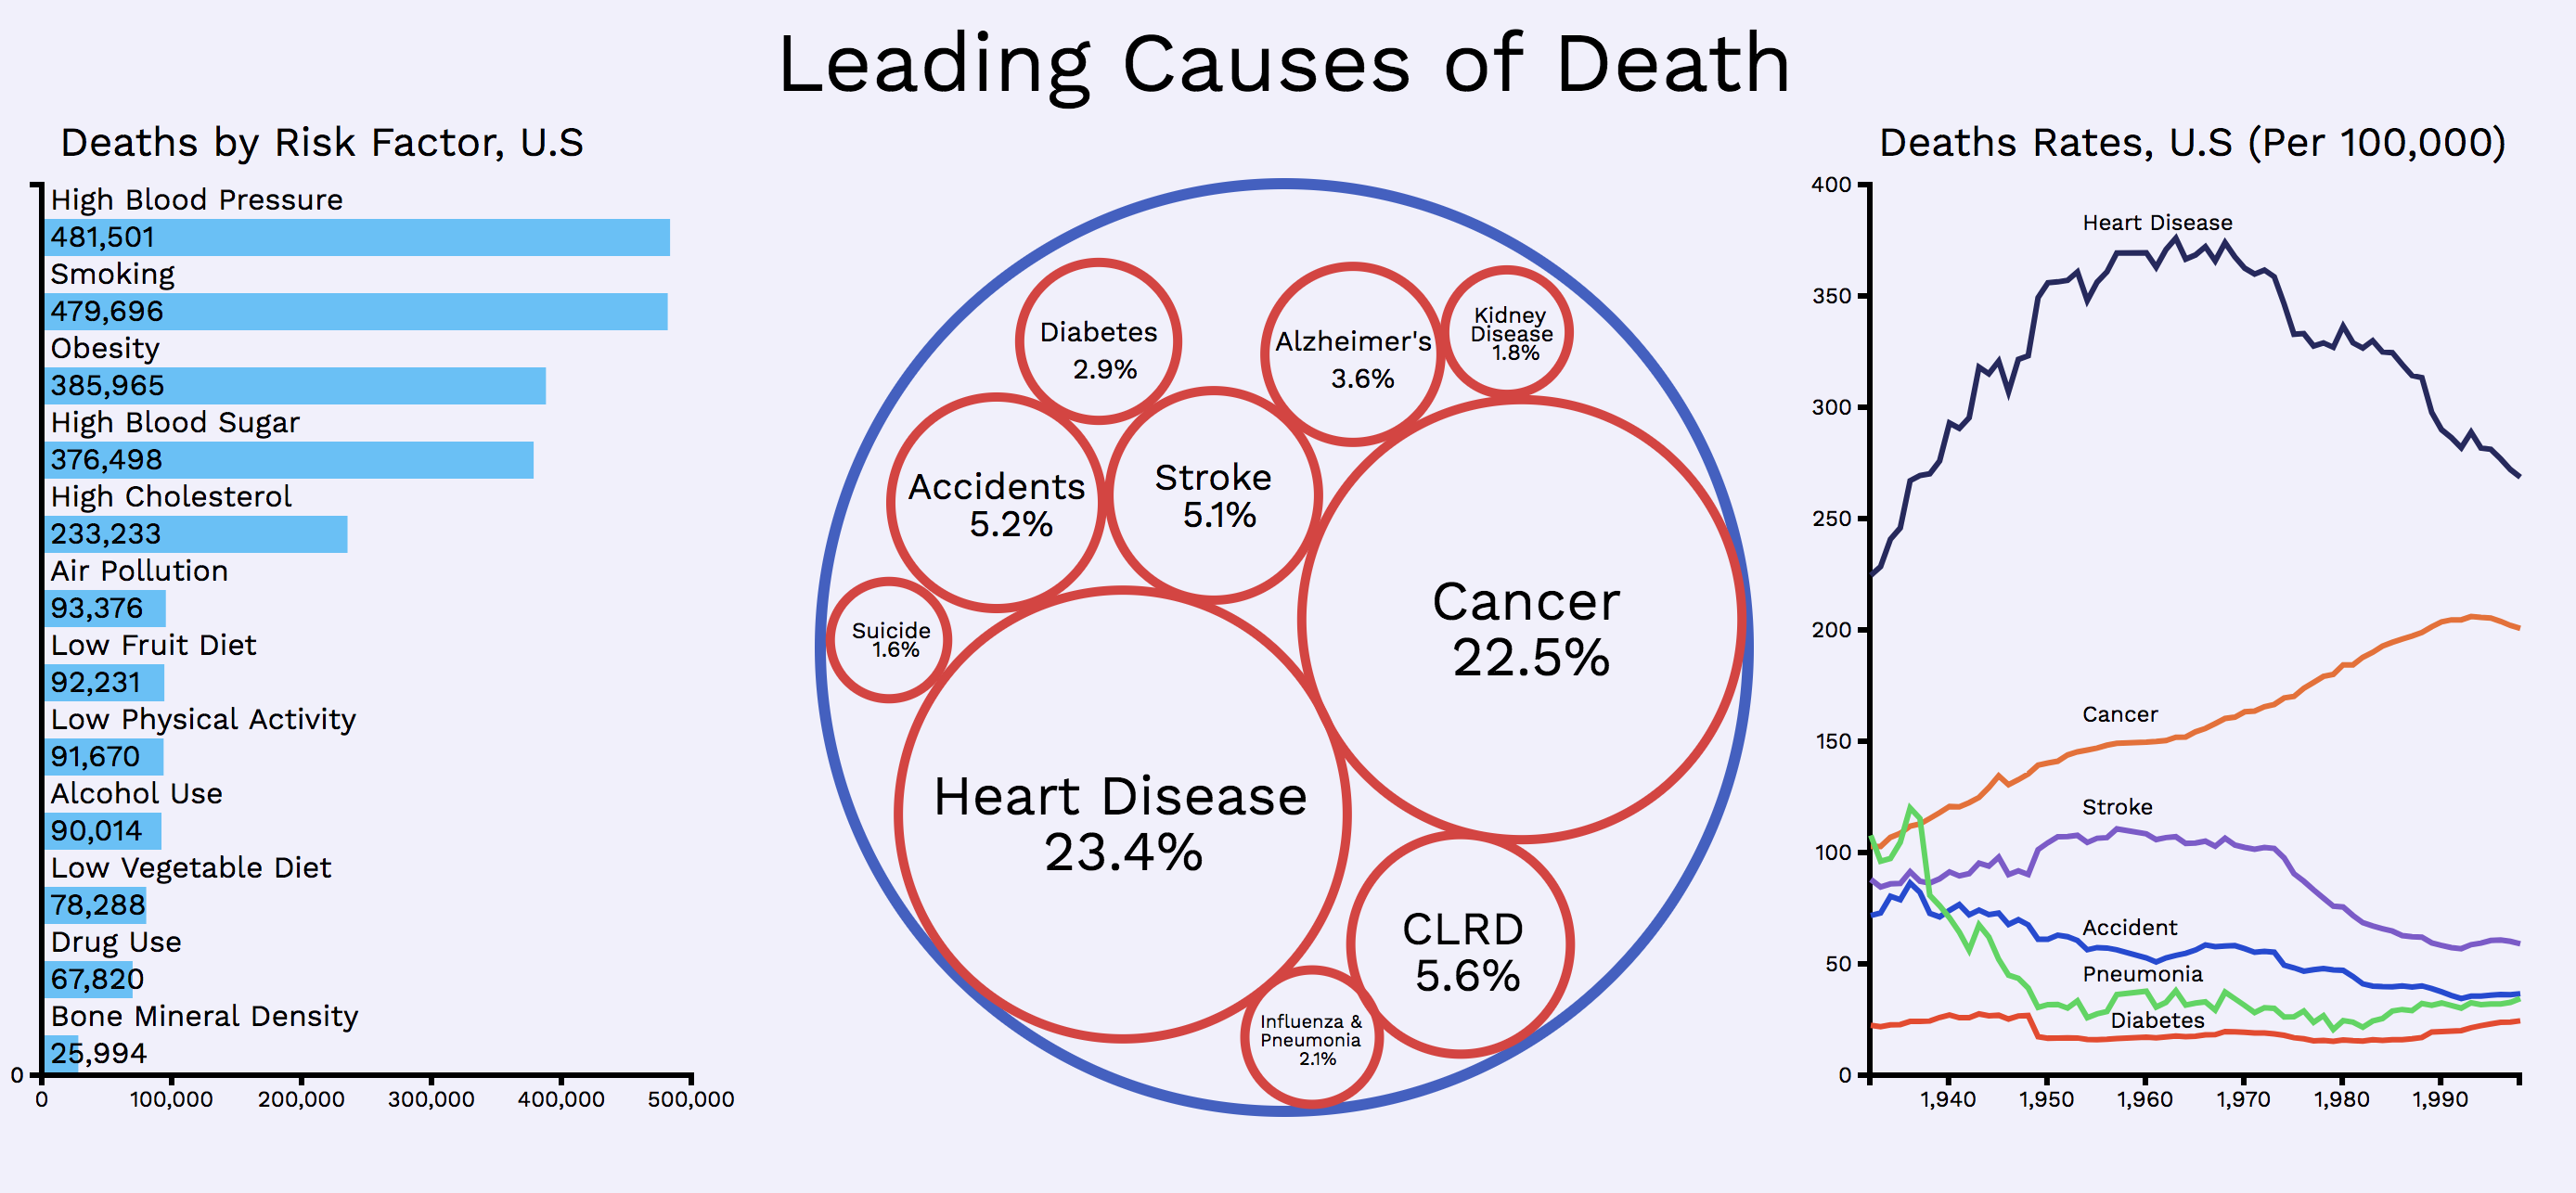 Leading Causes of Death
Deaths by Risk Factor, U.S
High Blood Pressure
481,501
Smoking
479,696
Obesity
385,965
High Blood Sugar
376,498
High Cholesterol
233,233
Air Pollution
93,376
Low Fruit Diet
92,231
Low Physical Activity
91,670
Alcohol Use
90,014
Low Vegetable Diet
78,288
Drug Use
67,820
Bone Mineral Density
25,994
0
0
100,000
200,000
300,000
400,000
500,000
Diabetes
2.9%
Alzheimer's
3.6%
Kidney
Disease
1.8%
Accidents
5.2%
Stroke
5.1%
Suicide
1.6%
Cancer
22.5%
Heart Disease
23.4%
CLRD
5.6%
Influenza &
Pneumonia
2.1%
Deaths Rates, U.S (Per 100,000)
400
350
300
250
200
150
100
50
0
Heart Disease
Cancer
Stroke
Accident
Pneumonia
Diabetes
1,940
1,950
1,960
1,970
1,980
1,990